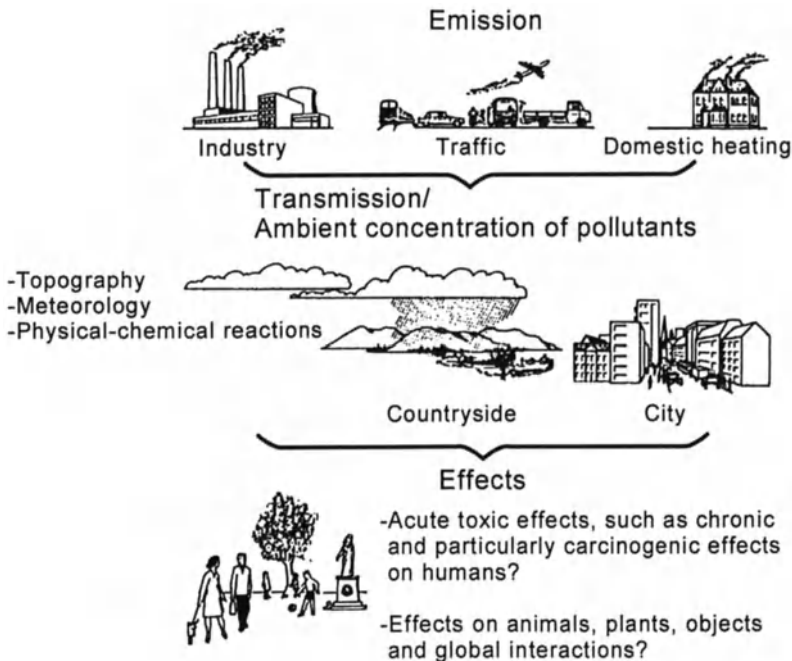 Emission
Industry
Traffic
Domestic heating
Transmission/
Ambient concentration of pollutants
-Topography
-Meteorology
-Physical-chemical reactions
Countryside
City
Effects
-Acute toxic effects, such as chronic
and particularly carcinogenic effects
on humans?
-Effects on animals, plants, objects
and global interactions?